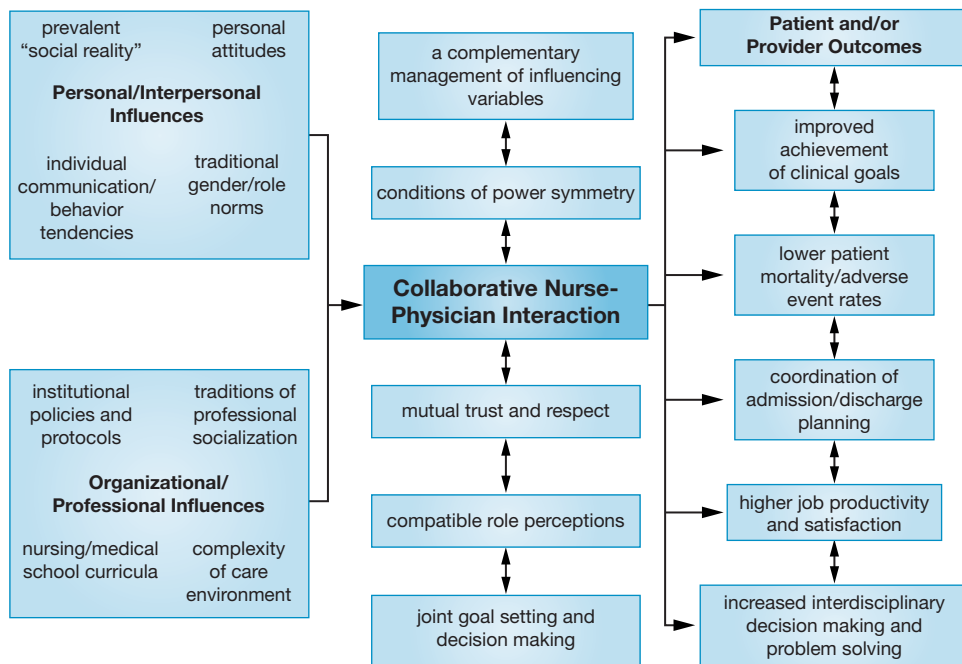 prevalent
“social reality”
personal
attitudes
Personal/Interpersonal
Influences
individual
communication/
behavior
tendencies
traditional
gender/role
norms
institutional
policies and
protocols
traditions of
professional
socialization
Organizational/
Professional Influences
nursing/medical
school curricula
complexity
of care
environment
a complementary
management of influencing
variables
conditions of power symmetry
Collaborative Nurse-
Physician Interaction
mutual trust and respect
compatible role perceptions
joint goal setting and
decision making
Patient and/or
Provider Outcomes
improved
achievement
of clinical goals
lower patient
mortality/adverse
event rates
coordination of
admission/discharge
planning
higher job productivity
and satisfaction
increased interdisciplinary
decision making and
problem solving